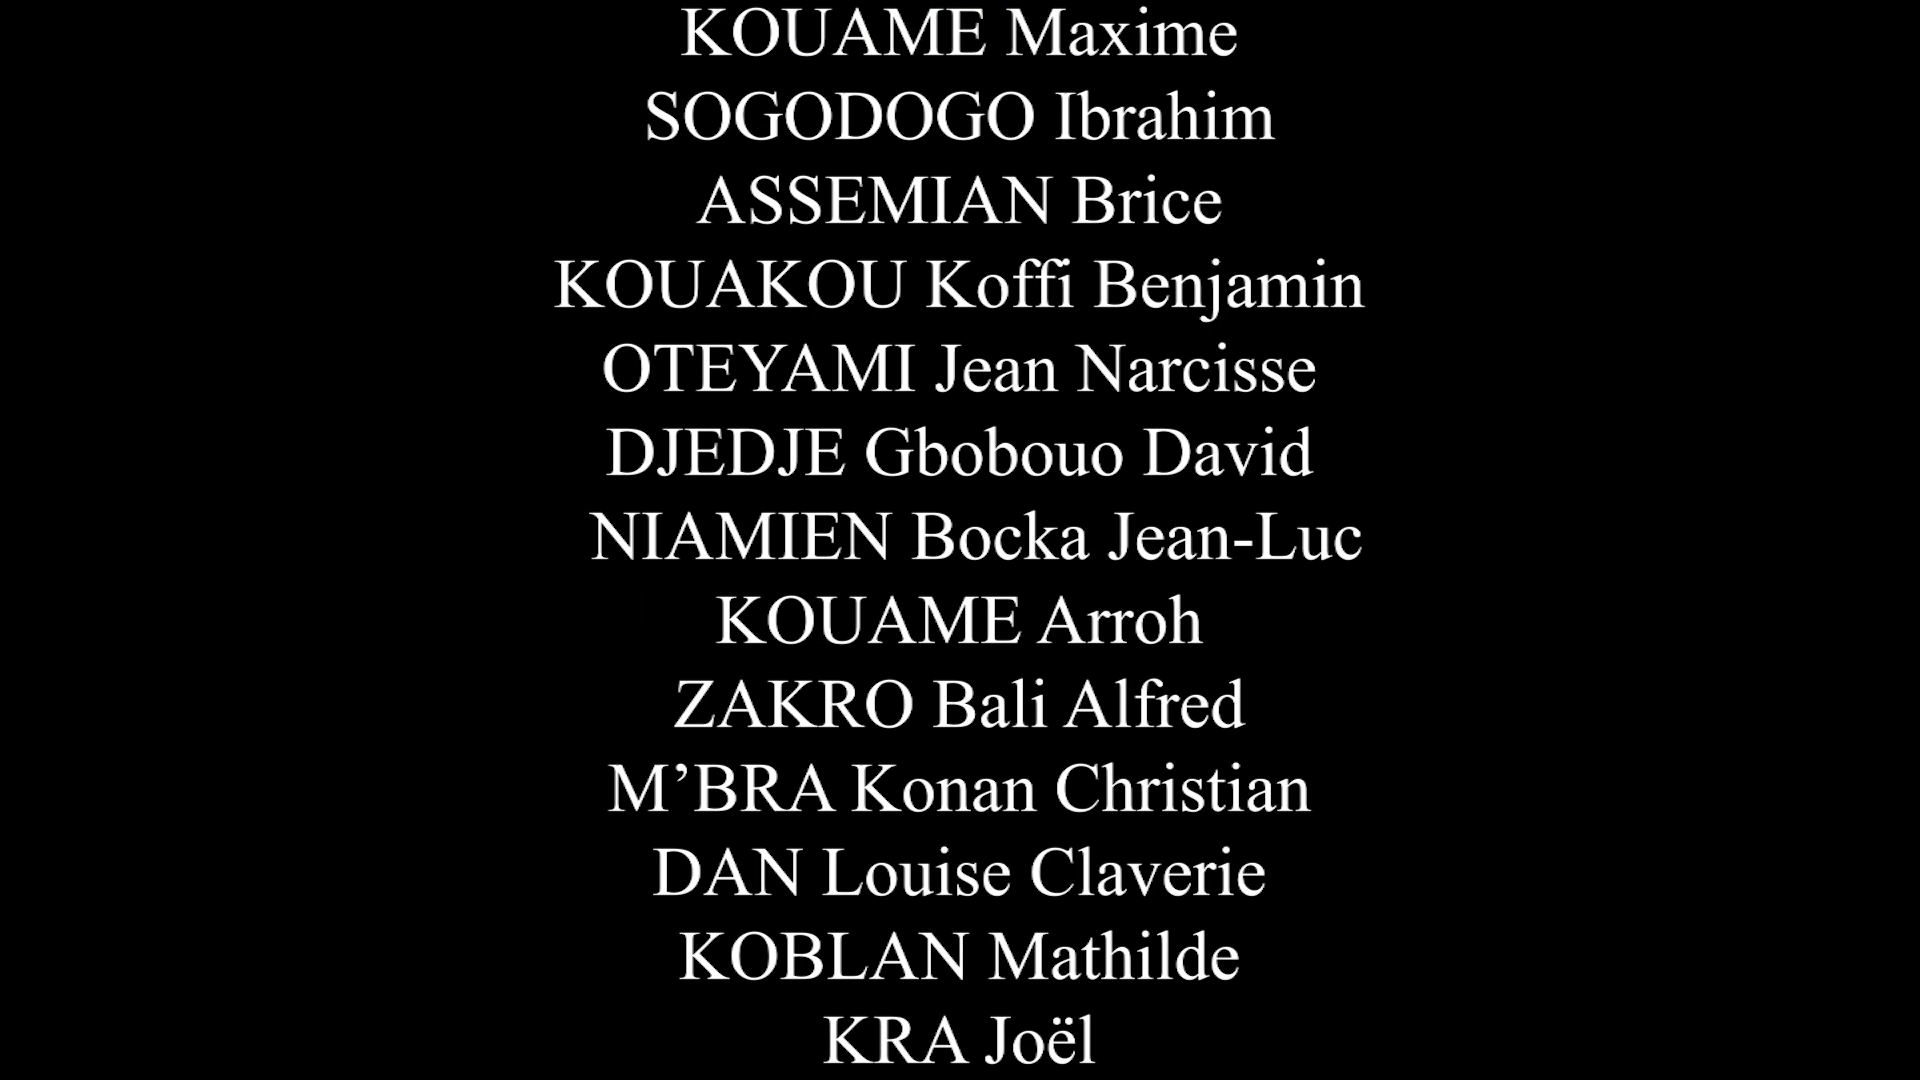 KOUAME Maxime
SOGODOGO Ibrahim
ASSEMIAN Brice
KOUAKOU Koffi Benjamin
OTEYAMI Jean Narcisse
DJEDJE Gbobouo David
NIAMIEN Bocka Jean-Luc
KOUAME Arroh
ZAKRO Bali Alfred
M’BRA Konan Christian
DAN Louise Claverie
KOBLAN Mathilde
KRA Joël